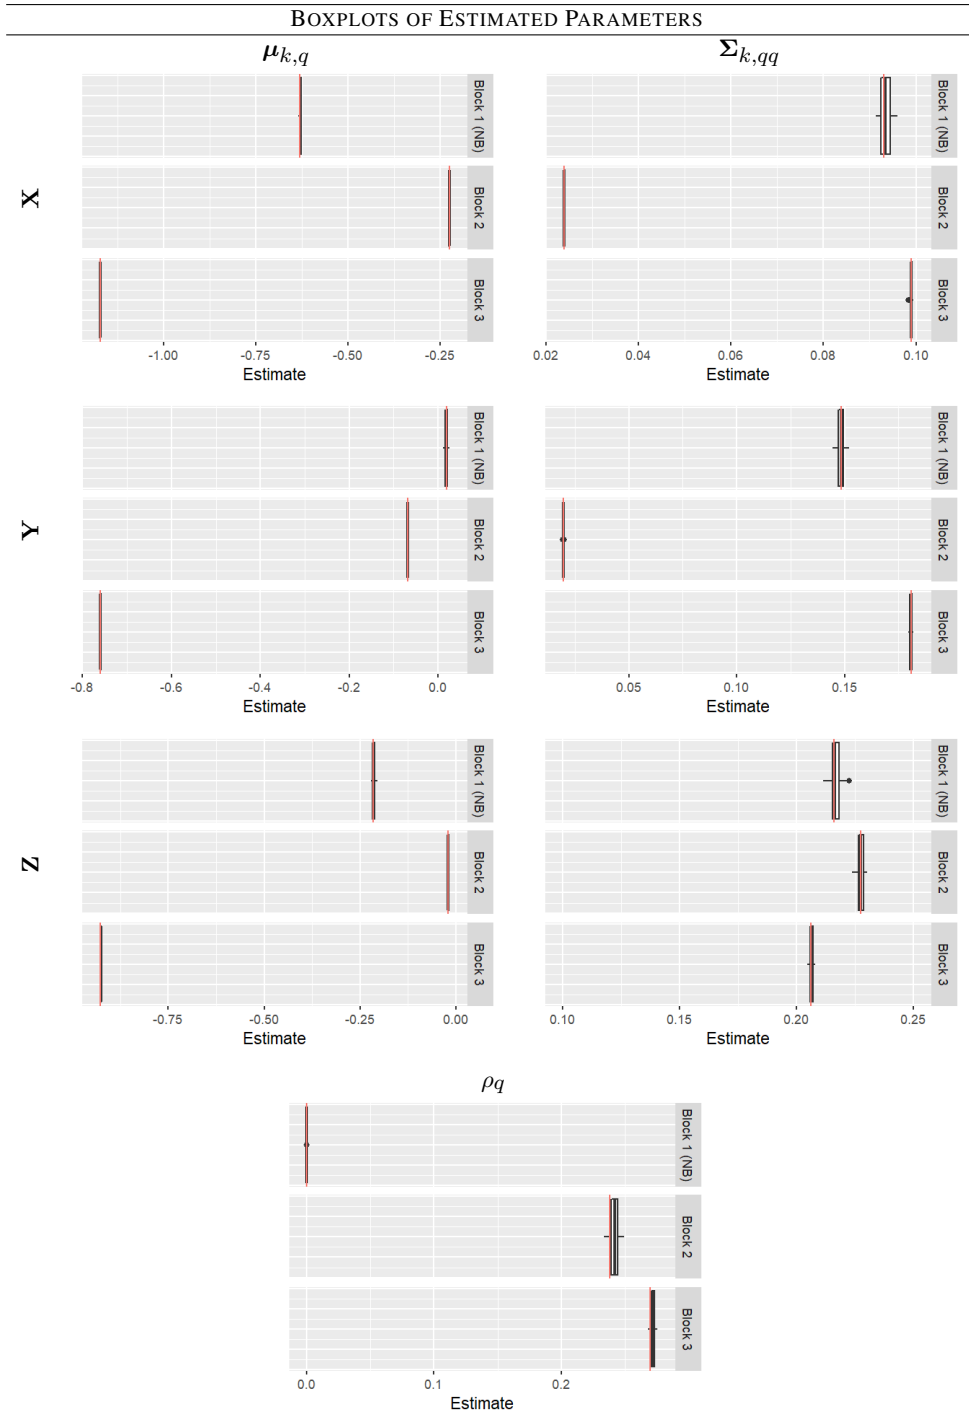 BOXPLOTS OF ESTIMATED PARAMETERS
μk,q
Σk,qq
X
Block 1 (NB)
Block 2
Block 3
-1.00 -0.75 -0.50 -0.25
Estimate
Block 1 (NB)
Block 2
Block 3
0.02 0.04 0.06 0.08 0.10
Estimate
Y
Block 1 (NB)
Block 2
Block 3
-0.8 -0.6 -0.4 -0.2 0.0
Estimate
Block 1 (NB)
Block 2
Block 3
0.05 0.10 0.15
Estimate
Z
Block 1 (NB)
Block 2
Block 3
-0.75 -0.50 -0.25 0.00
Estimate
Block 1 (NB)
Block 2
Block 3
0.10 0.15 0.20 0.25
Estimate
ρq
Block 1 (NB)
Block 2
Block 3
0.0 0.1 0.2
Estimate